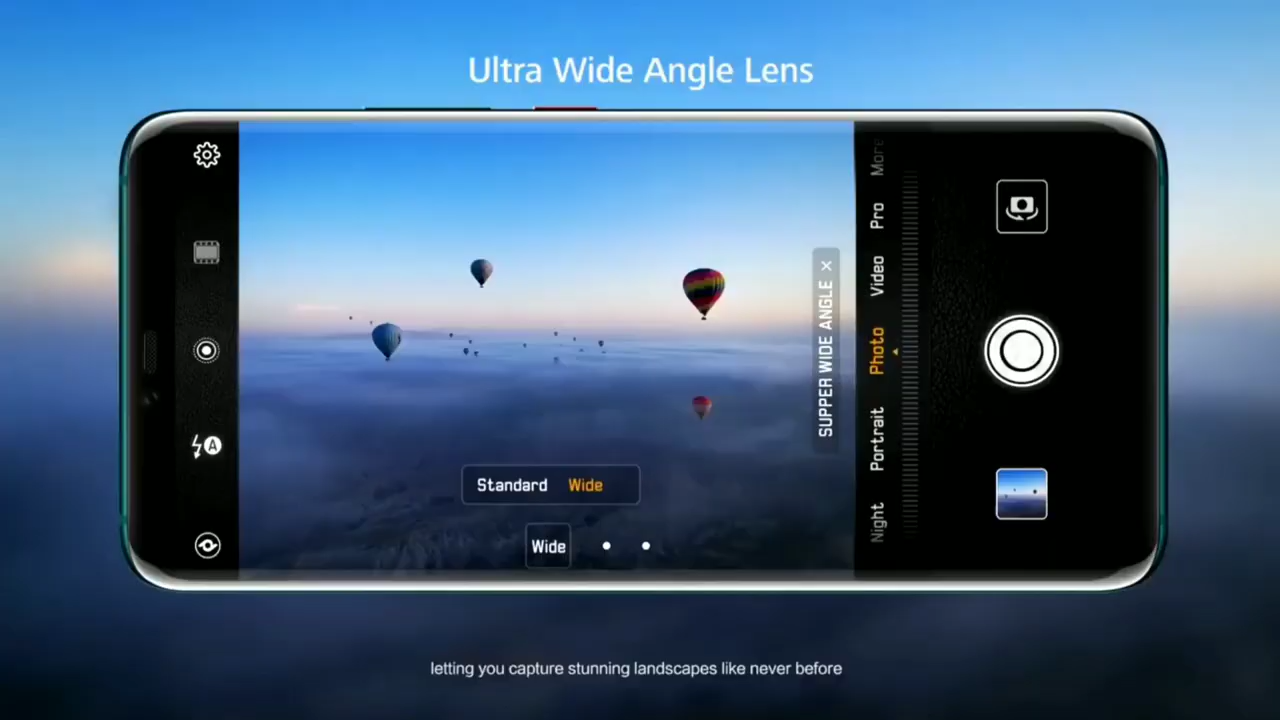 Ultra Wide Angle Lens
More
Pro
Video
Photo
Portrait
Night
SUPPER WIDE ANGLE ×
A
Standard Wide
Wide
letting you capture stunning landscapes like never before